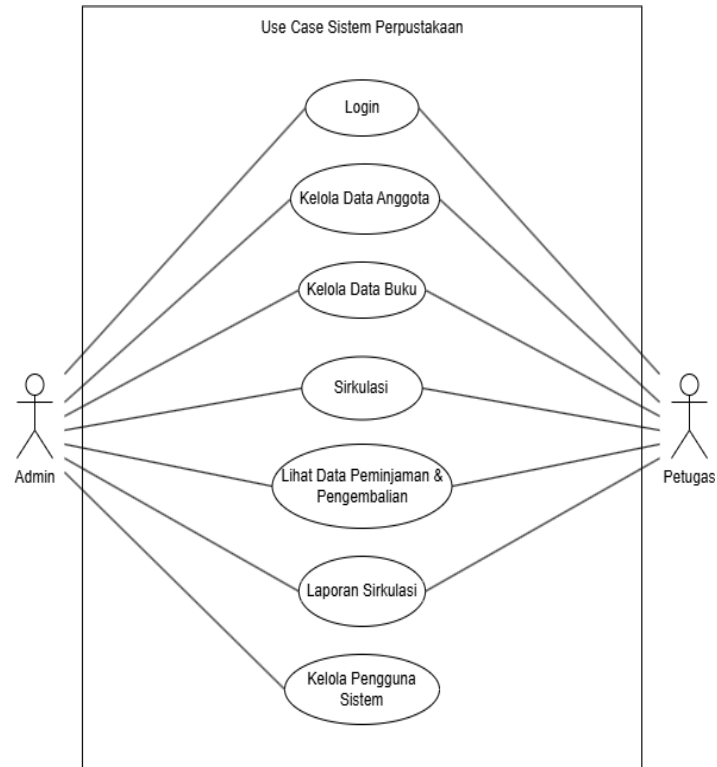 Use Case Sistem Perpustakaan
Login
Kelola Data Anggota
Kelola Data Buku
Sirkulasi
Admin
Petugas
Lihat Data Peminjaman &
Pengembalian
Laporan Sirkulasi
Kelola Pengguna
Sistem